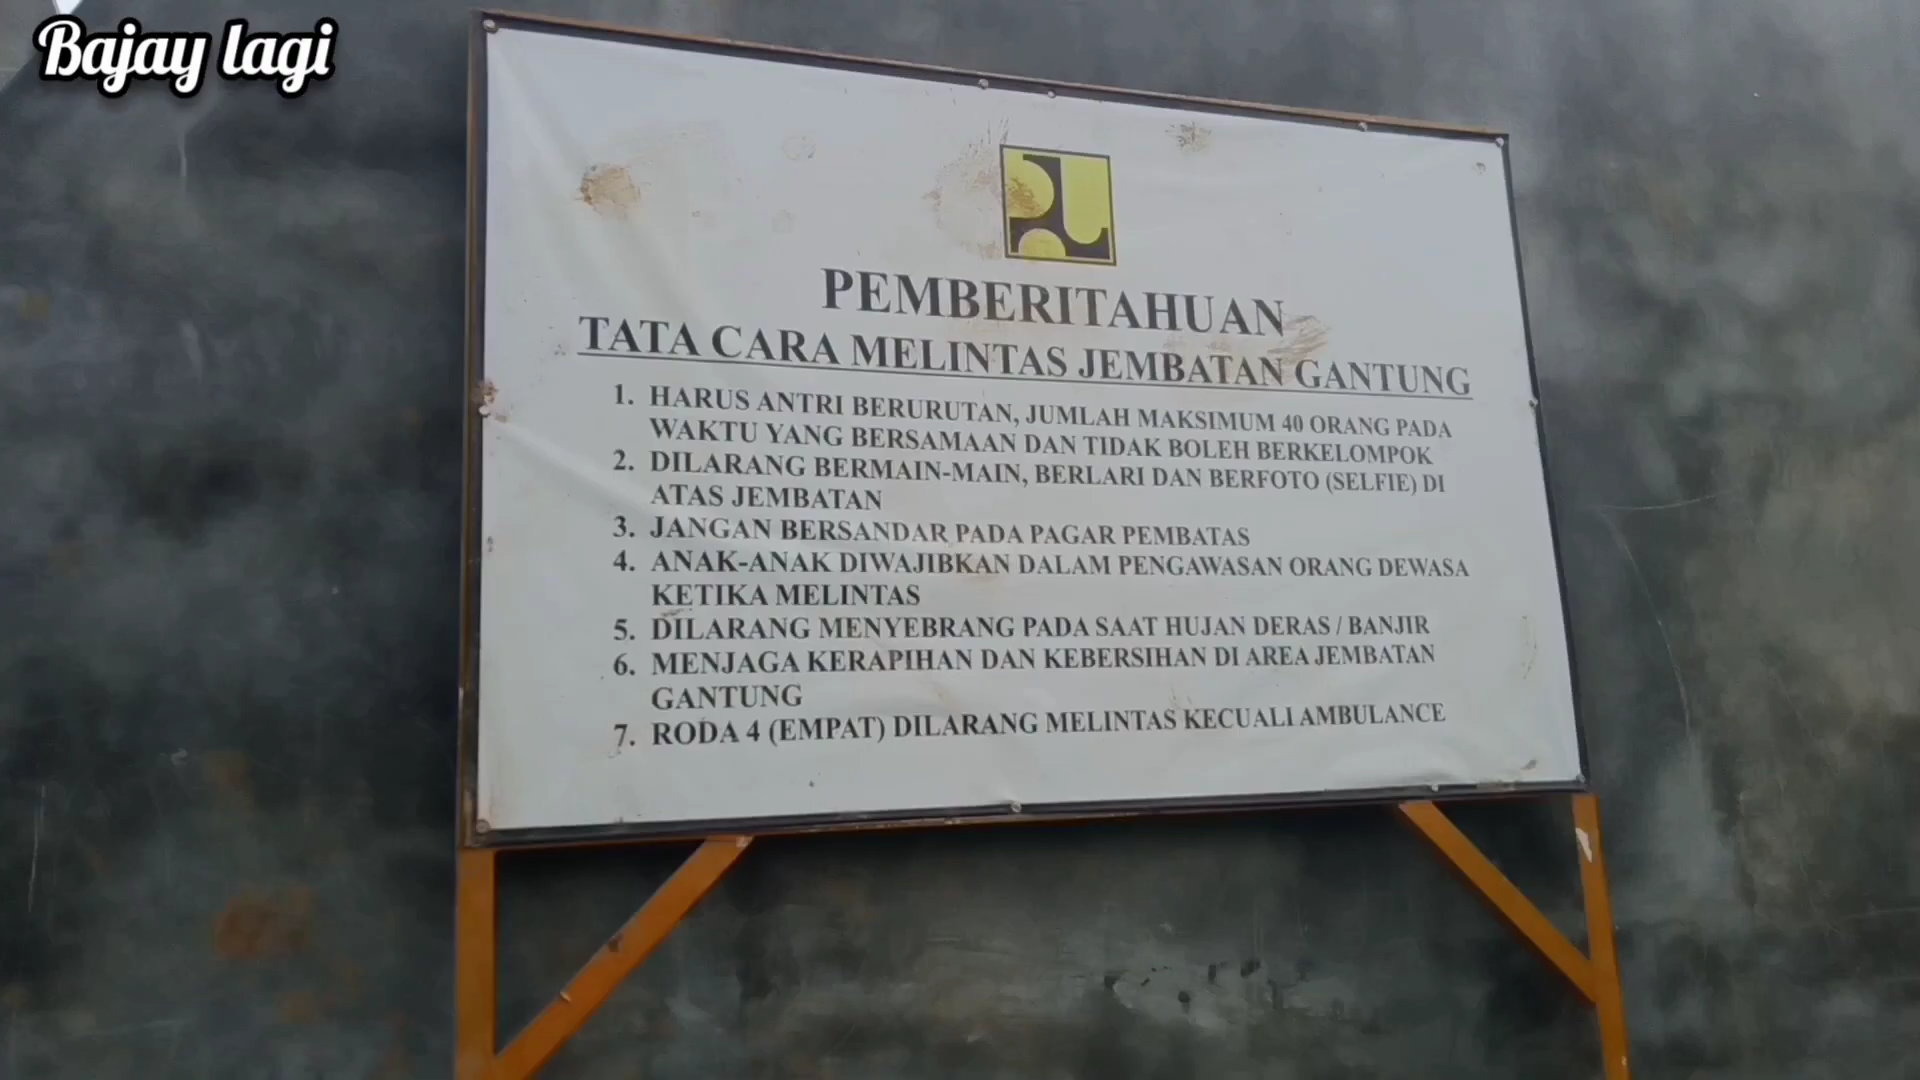 Bajay lagi
PU
PEMBERITAHUAN
TATA CARA MELINTAS JEMBATAN GANTUNG
1. HARUS ANTRI BERURUTAN, JUMLAH MAKSIMUM 40 ORANG PADA
WAKTU YANG BERSAMAAN DAN TIDAK BOLEH BERKELOMPOK
2. DILARANG BERMAIN-MAIN, BERLARI DAN BERFOTO (SELFIE) DI
ATAS JEMBATAN
3. JANGAN BERSANDAR PADA PAGAR PEMBATAS
4. ANAK-ANAK DIWAJIBKAN DALAM PENGAWASAN ORANG DEWASA
KETIKA MELINTAS
5. DILARANG MENYEBRANG PADA SAAT HUJAN DERAS / BANJIR
6. MENJAGA KERAPIHAN DAN KEBERSIHAN DI AREA JEMBATAN
GANTUNG
7. RODA 4 (EMPAT) DILARANG MELINTAS KECUALI AMBULANCE